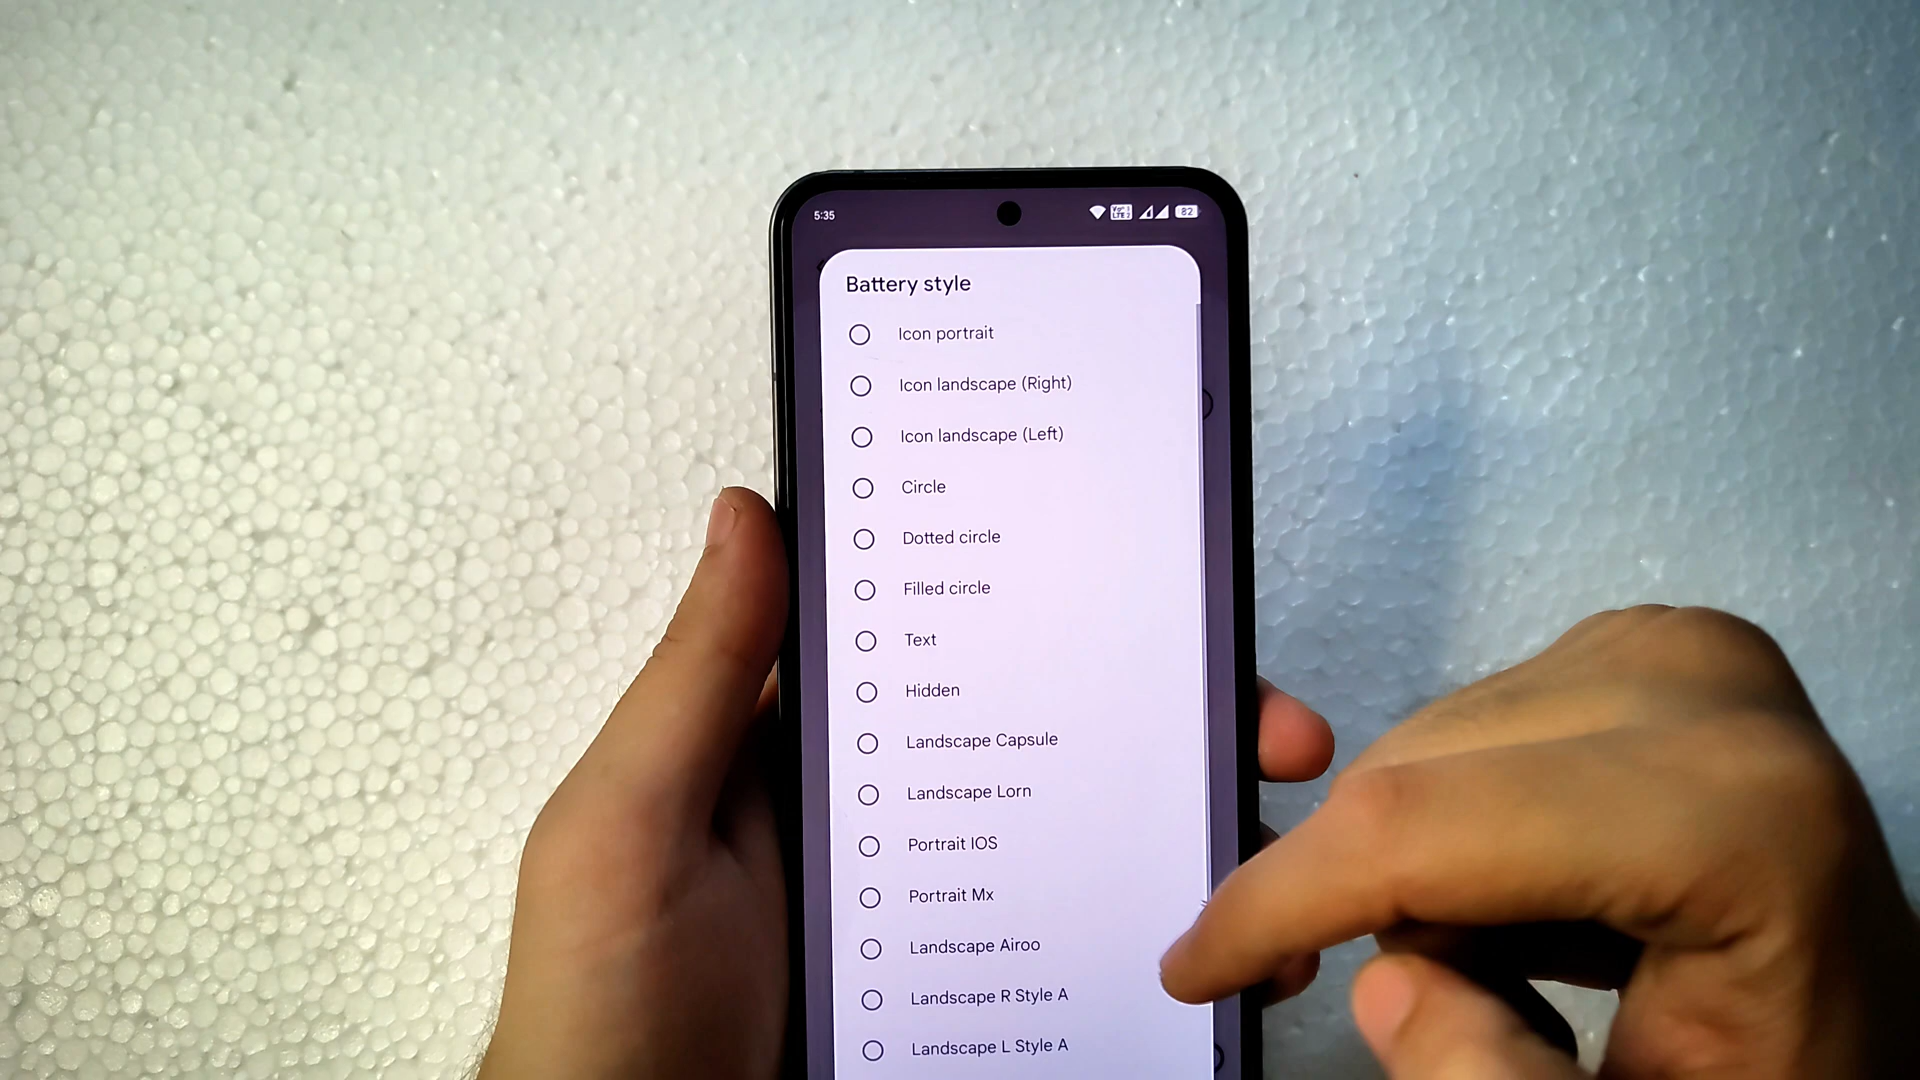 5:35
82
Battery style
Icon portrait
Icon landscape (Right)
Icon landscape (Left)
Circle
Dotted circle
Filled circle
Text
Hidden
Landscape Capsule
Landscape Lorn
Portrait IOS
Portrait Mx
Landscape Airoo
Landscape R Style A
Landscape L Style A